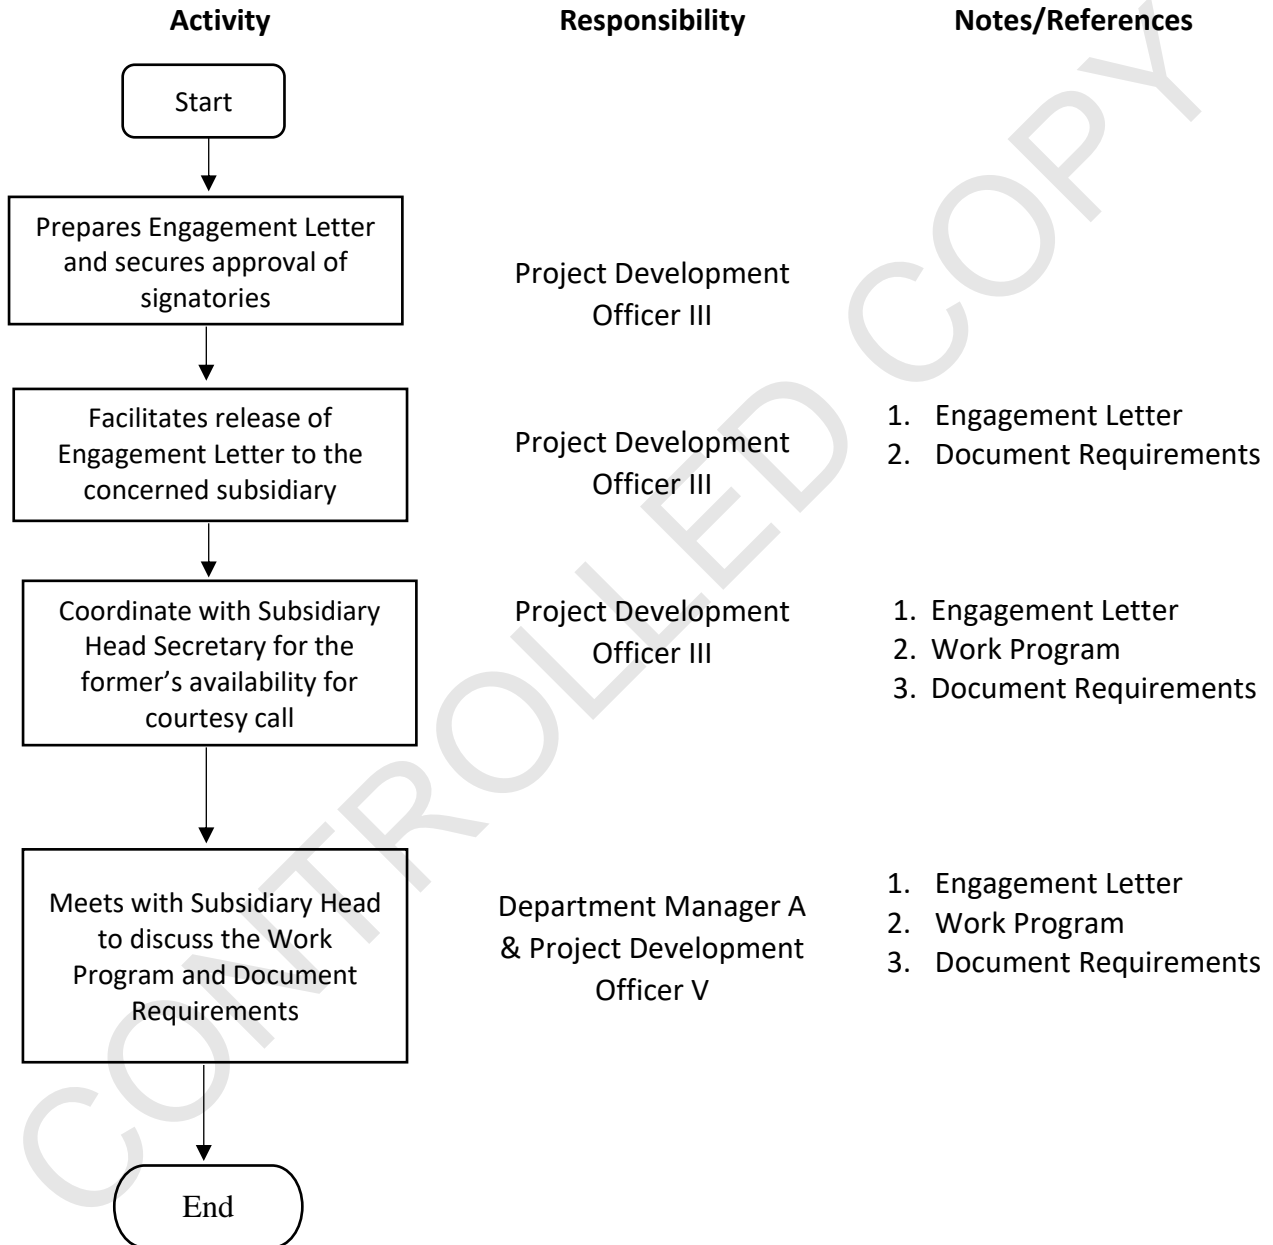 Activity
Responsibility
Notes/References
Start
Prepares Engagement Letter
and secures approval of
signatories
Project Development
Officer III
Facilitates release of
Engagement Letter to the
concerned subsidiary
Project Development
Officer III
1. Engagement Letter
2. Document Requirements
Coordinate with Subsidiary
Head Secretary for the
former’s availability for
courtesy call
Project Development
Officer III
1. Engagement Letter
2. Work Program
3. Document Requirements
Meets with Subsidiary Head
to discuss the Work
Program and Document
Requirements
Department Manager A
& Project Development
Officer V
1. Engagement Letter
2. Work Program
3. Document Requirements
End
CONTROLLED COPY